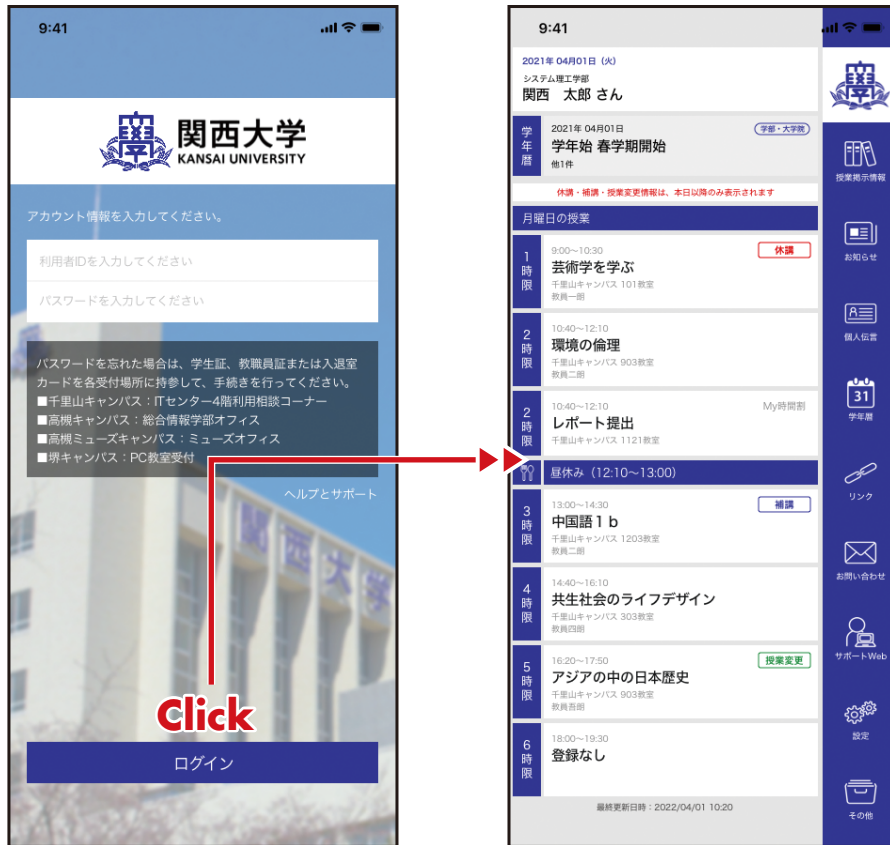 9:41
関西大学
KANSAI UNIVERSITY
アカウント情報を入力してください。
利用者IDを入力してください
パスワードを入力してください
パスワードを忘れた場合は、学生証、教職員証または入退室
カードを各受付場所に持参して、手続きを行ってください。
■千里山キャンパス：ITセンター4階利用相談コーナー
■高槻キャンパス：総合情報学部オフィス
■高槻ミューズキャンパス：ミューズオフィス
■堺キャンパス：PC教室受付
ヘルプとサポート
関西大学
Click
ログイン
9:41
2021年 04月01日（火）
システム理工学部
関西 太郎 さん
学年暦
2021年 04月01日
学部・大学院
学年始 春学期開始
他1件
休講・補講・授業変更情報は、本日以降のみ表示されます
月曜日の授業
1時限
9:00〜10:30
休講
芸術学を学ぶ
千里山キャンパス 101教室
教員一朗
2時限
10:40〜12:10
環境の倫理
千里山キャンパス 903教室
教員二朗
2時限
10:40〜12:10
My時間割
レポート提出
千里山キャンパス 1121教室
昼休み（12:10〜13:00）
3時限
13:00〜14:30
補講
中国語１ｂ
千里山キャンパス 1203教室
教員二朗
4時限
14:40〜16:10
共生社会のライフデザイン
千里山キャンパス 303教室
教員四朗
5時限
16:20〜17:50
授業変更
アジアの中の日本歴史
千里山キャンパス 903教室
教員吾朗
6時限
18:00〜19:30
登録なし
最終更新日時：2022/04/01 10:20
學
授業掲示情報
お知らせ
個人伝言
31
学年暦
リンク
お問い合わせ
サポートWeb
設定
その他